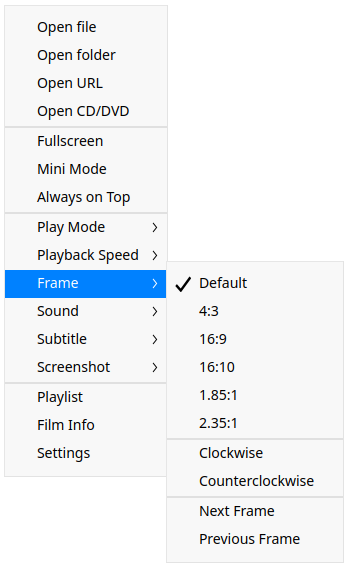 Open file
Open folder
Open URL
Open CD/DVD
Fullscreen
Mini Mode
Always on Top
Play Mode
Playback Speed
Frame
Sound
Subtitle
Screenshot
Playlist
Film Info
Settings
Default
4:3
16:9
16:10
1.85:1
2.35:1
Clockwise
Counterclockwise
Next Frame
Previous Frame